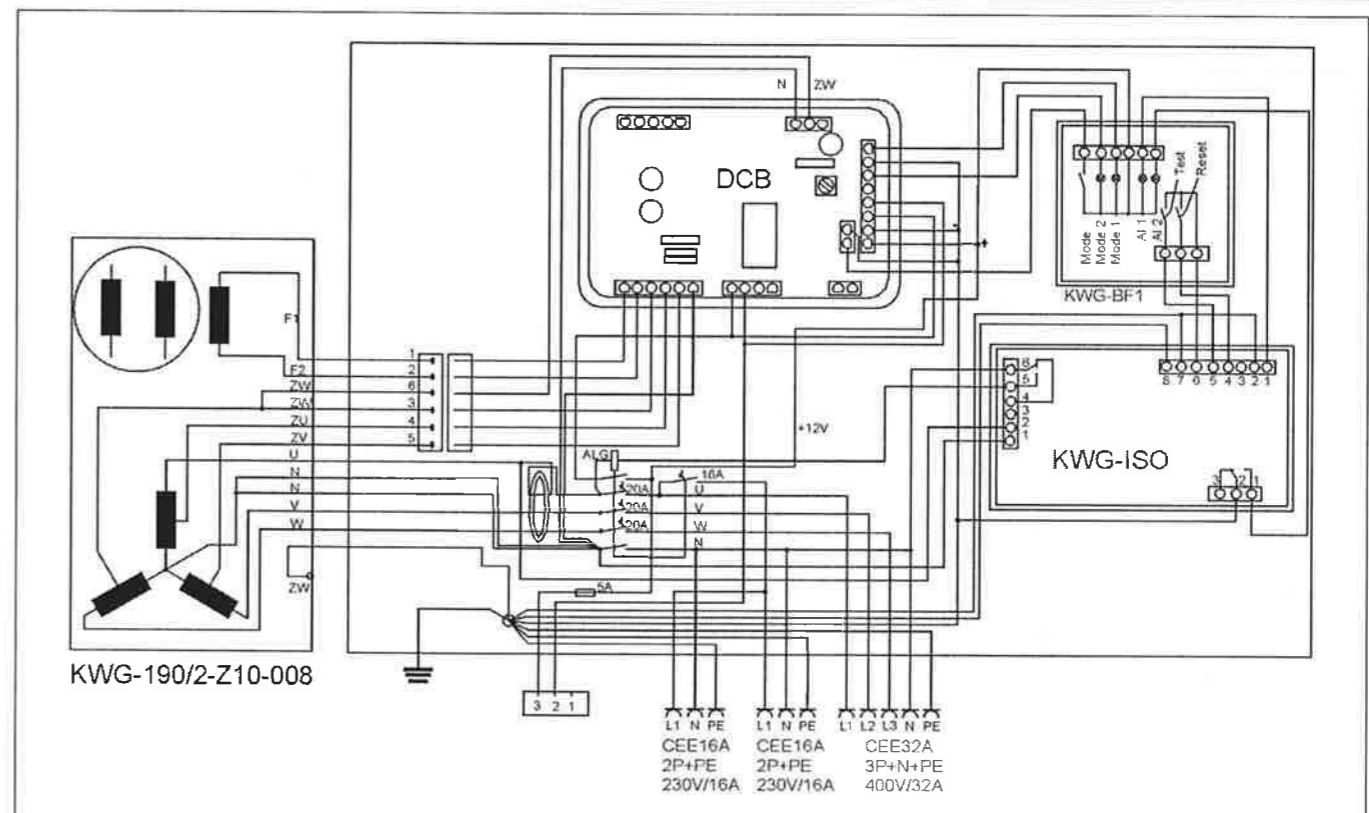 N ZW
DCB
Mode
Mode 2
Mode 1
Al 1
Al 2
Test
Reset
KWG-BF1
F1
F2
ZW
ZW
ZU
ZV
U
N
N
V
W
ZW
1
2
6
3
4
5
8 7 6 5 4 3 2 1
6
5
4
3
2
1
KWG-ISO
3 2 1
+12V
-
+
ALG
16A
20A U
20A V
20A W
N
5A
KWG-190/2-Z10-008
3 2 1
L1 N PE
CEE16A
2P+PE
230V/16A
L1 N PE
CEE16A
2P+PE
230V/16A
L1 L2 L3 N PE
CEE32A
3P+N+PE
400V/32A